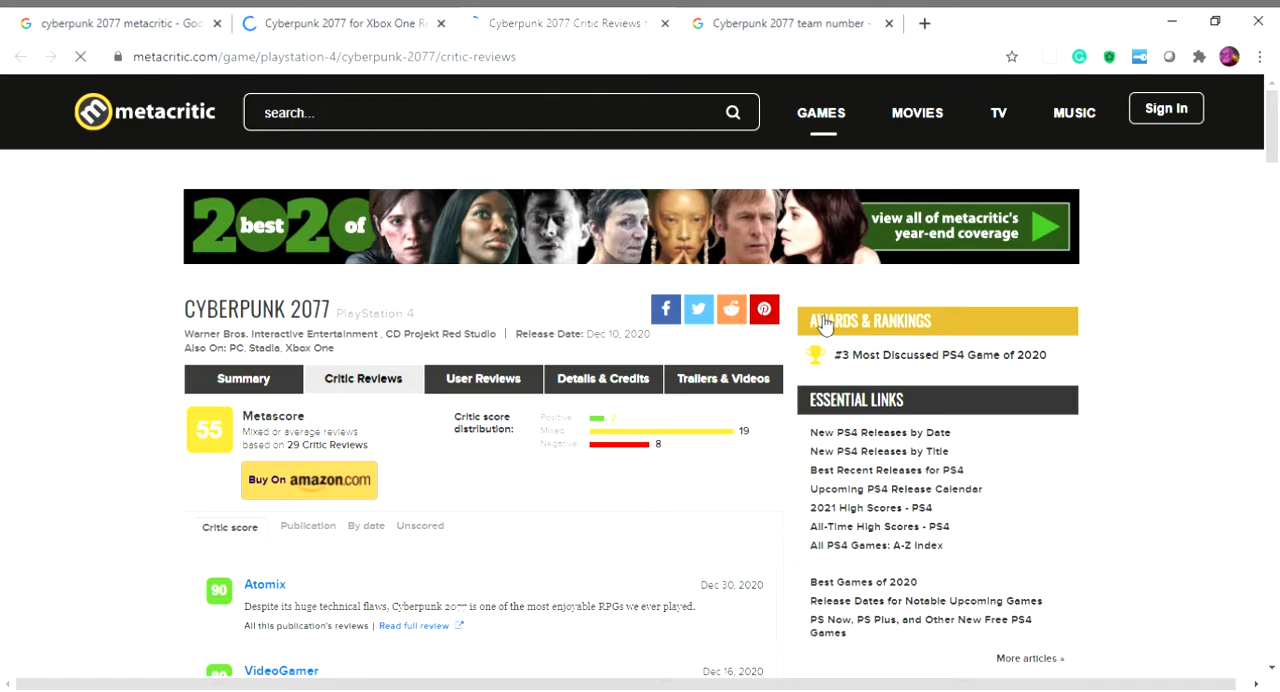 cyberpunk 2077 metacritic - Goo
Cyberpunk 2077 for Xbox One Re
Cyberpunk 2077 Critic Reviews f
Cyberpunk 2077 team number -
metacritic.com/game/playstation-4/cyberpunk-2077/critic-reviews
metacritic
search...
GAMES
MOVIES
TV
MUSIC
Sign In
2020 best of
view all of metacritic's
year-end coverage
CYBERPUNK 2077 PlayStation 4
Warner Bros. Interactive Entertainment , CD Projekt Red Studio | Release Date: Dec 10, 2020
Also On: PC, Stadia, Xbox One
Summary
Critic Reviews
User Reviews
Details & Credits
Trailers & Videos
55
Metascore
Mixed or average reviews
based on 29 Critic Reviews
Buy On amazon.com
Critic score
distribution:
Positive: 2
Mixed: 19
Negative: 8
Critic score
Publication
By date
Unscored
90
Atomix
Dec 30, 2020
Despite its huge technical flaws, Cyberpunk 2077 is one of the most enjoyable RPGs we ever played.
All this publication's reviews | Read full review
VideoGamer
Dec 16, 2020
AWARDS & RANKINGS
#3 Most Discussed PS4 Game of 2020
ESSENTIAL LINKS
New PS4 Releases by Date
New PS4 Releases by Title
Best Recent Releases for PS4
Upcoming PS4 Release Calendar
2021 High Scores - PS4
All-Time High Scores - PS4
All PS4 Games: A-Z Index
Best Games of 2020
Release Dates for Notable Upcoming Games
PS Now, PS Plus, and Other New Free PS4
Games
More articles »